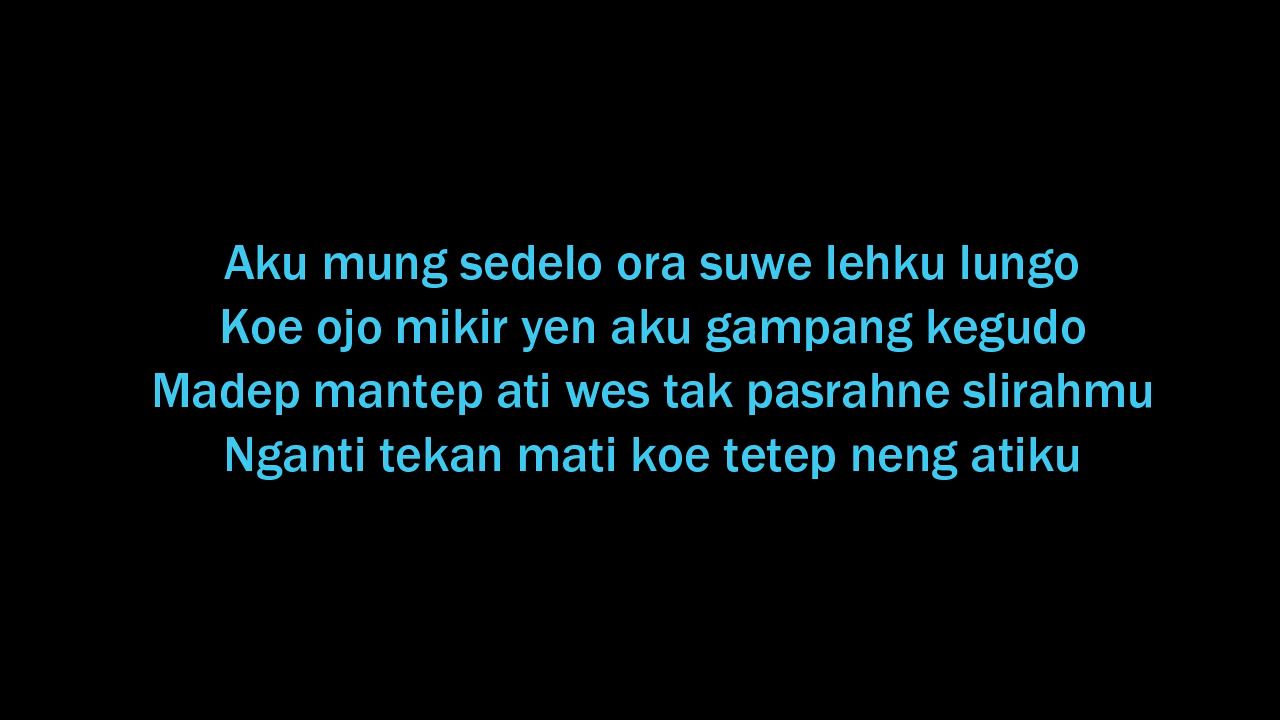 Aku mung sedelo ora suwe lehku lungo
Koe ojo mikir yen aku gampang kegudo
Madep mantep ati wes tak pasrahne slirahmu
Nganti tekan mati koe tetep neng atiku